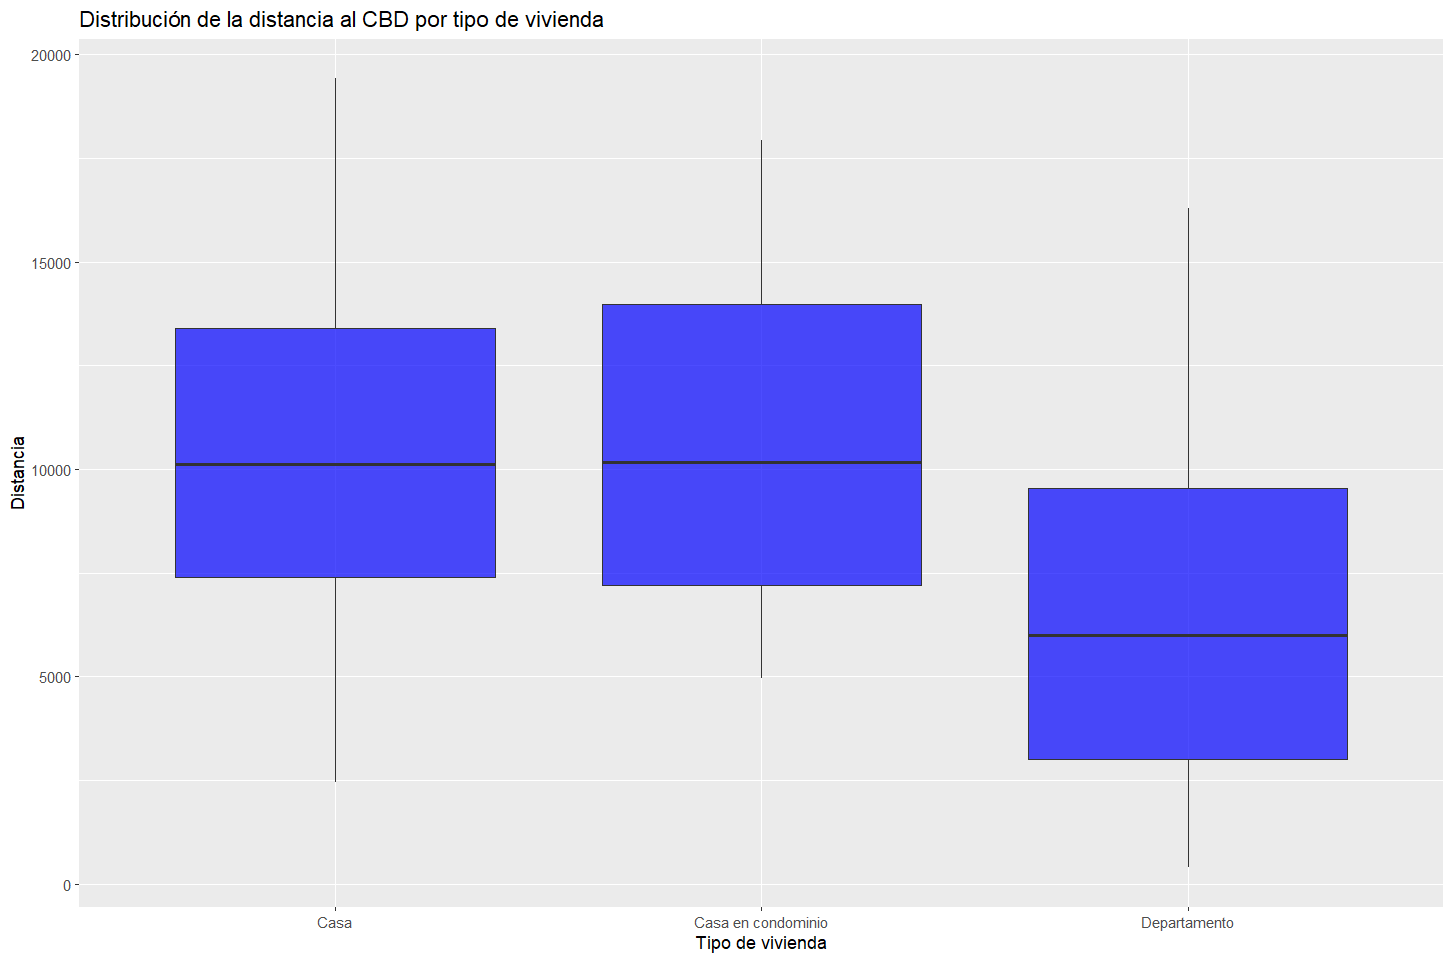 Distribución de la distancia al CBD por tipo de vivienda
20000
15000
10000
5000
0
Distancia
Casa
Casa en condominio
Departamento
Tipo de vivienda